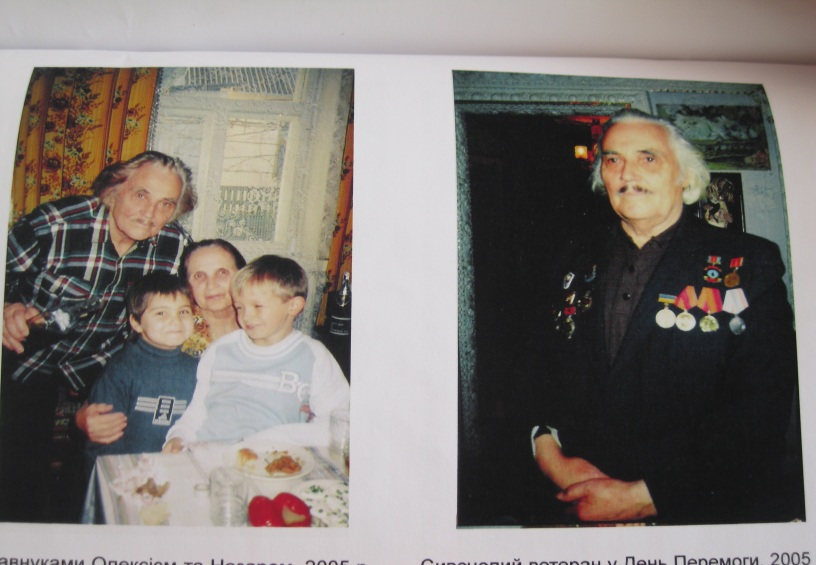 авнуками Олексієм та Назаром, 2005 р.
Сивочолий ветеран у День Перемоги, 2005